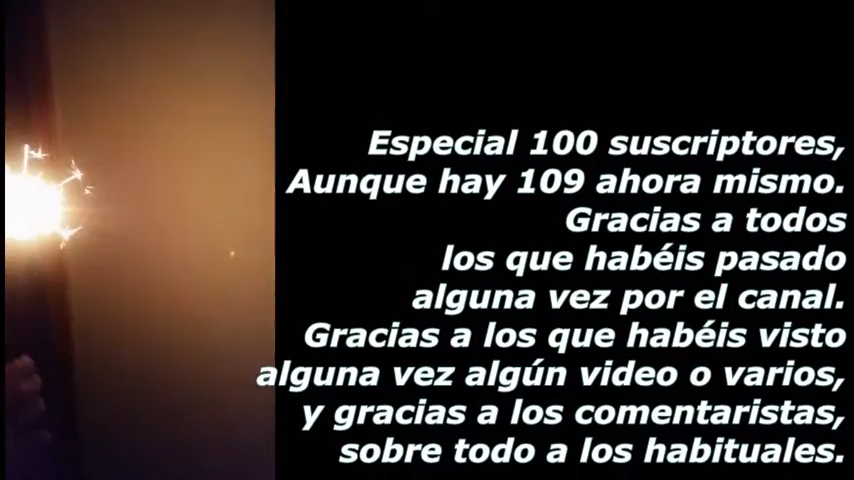 Especial 100 suscriptores,
Aunque hay 109 ahora mismo.
Gracias a todos
los que habéis pasado
alguna vez por el canal.
Gracias a los que habéis visto
alguna vez algún video o varios,
y gracias a los comentaristas,
sobre todo a los habituales.